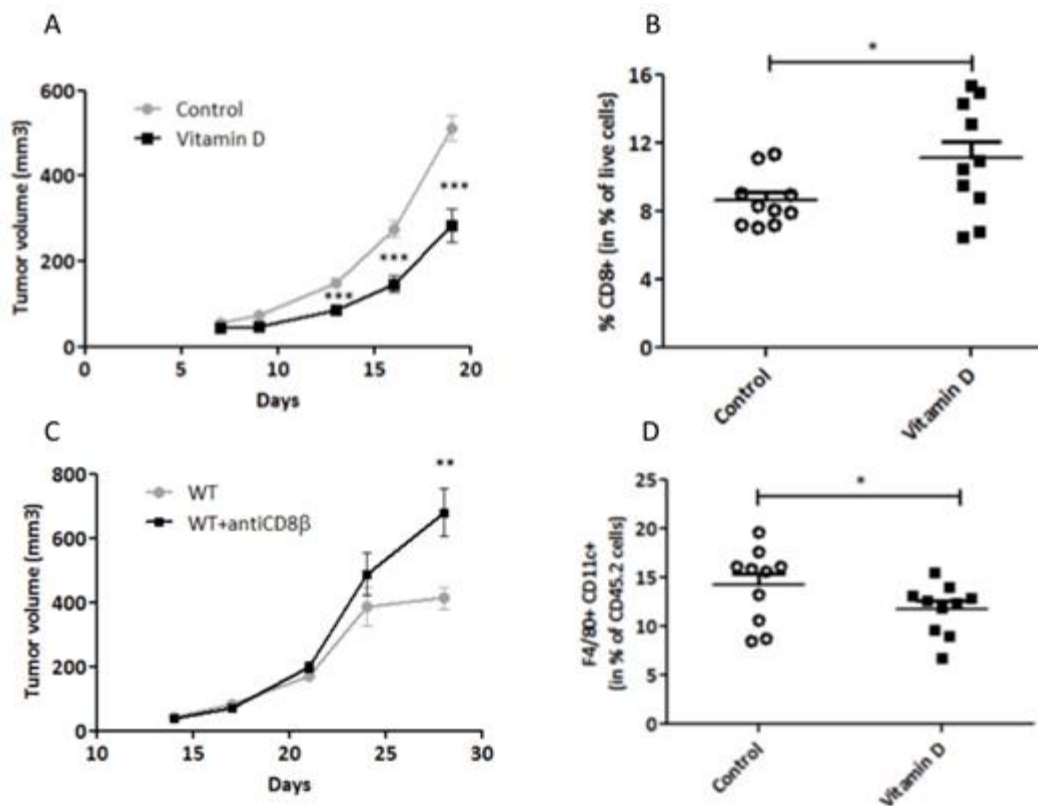 A
Tumor volume (mm3)
600
400
200
0
Control
Vitamin D
***
***
***
0
5
10
15
20
Days
B
% CD8+ (in % of live cells)
16
12
8
4
0
*
Control
Vitamin D
C
Tumor volume (mm3)
800
600
400
200
0
WT
WT+antiCD8β
**
10
15
20
25
30
Days
D
F4/80+ CD11c+
(in % of CD45.2 cells)
25
20
15
10
5
0
*
Control
Vitamin D